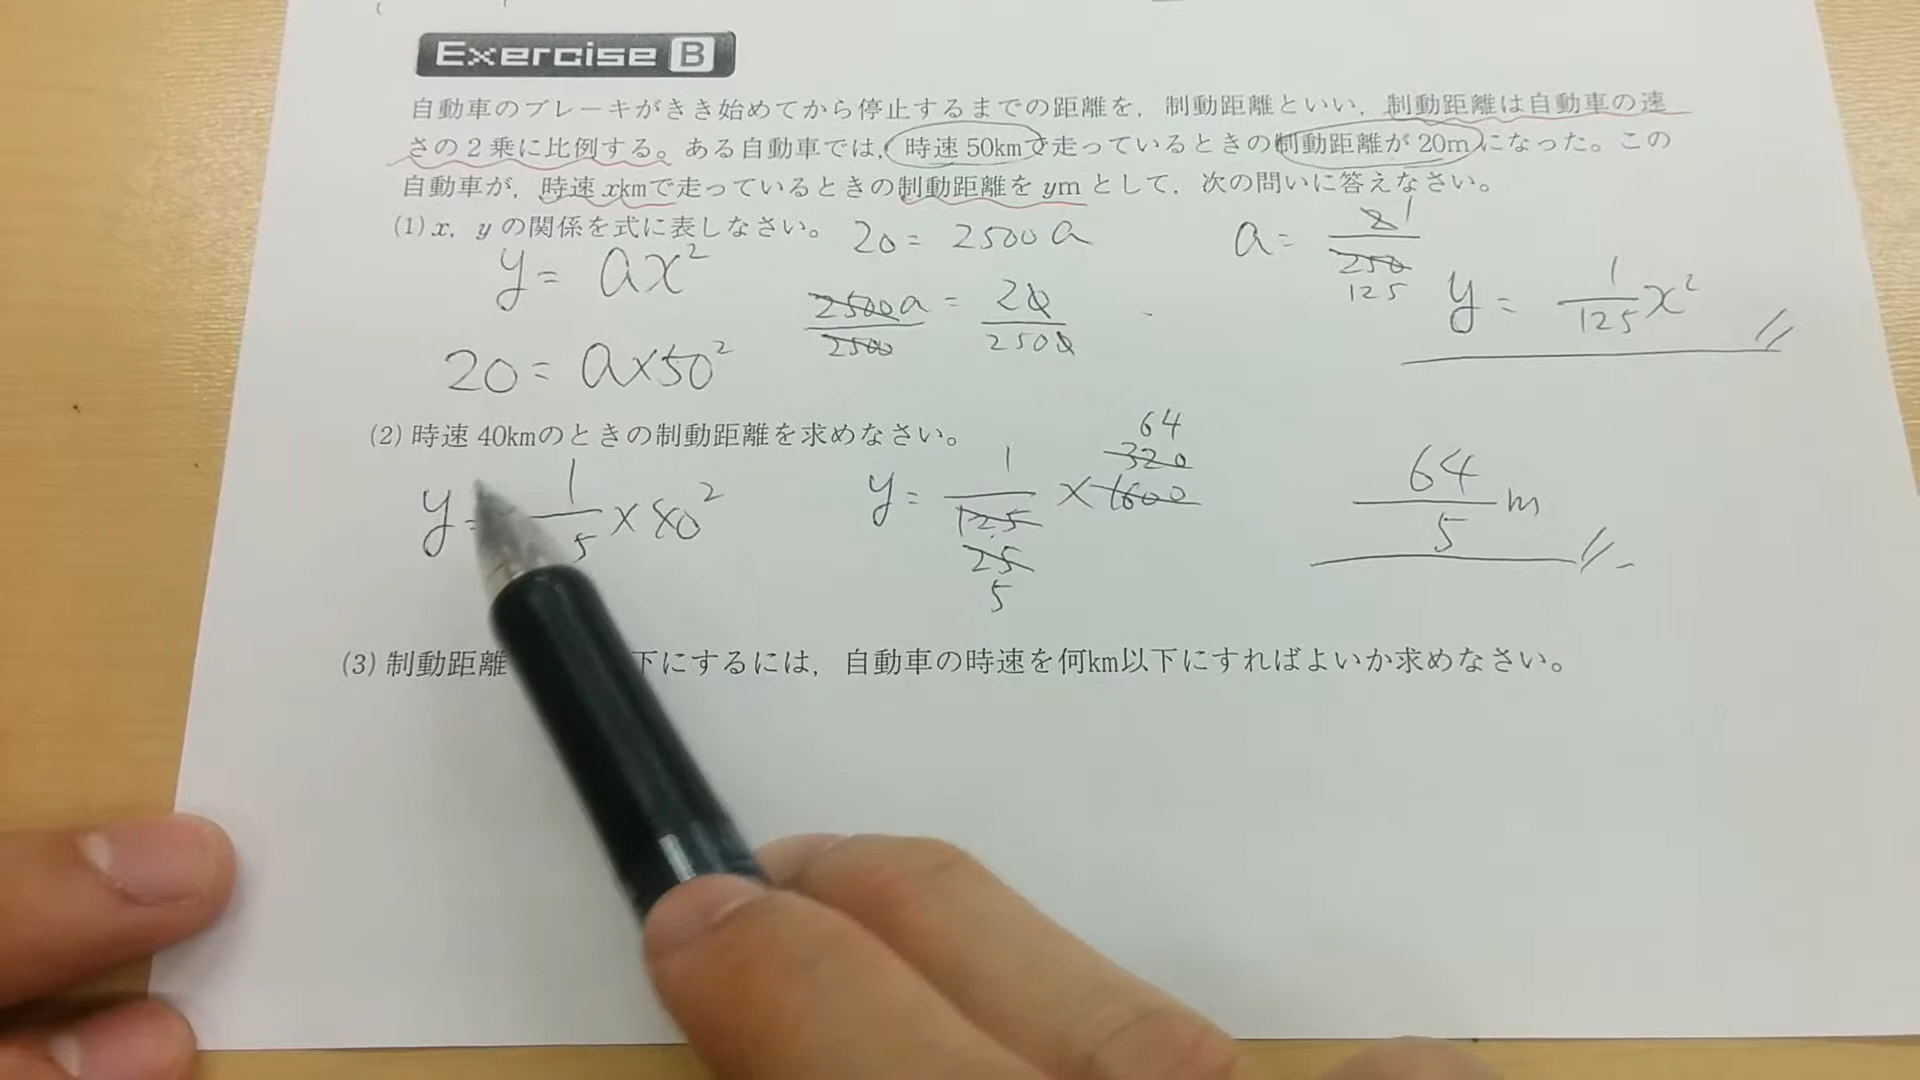 Exercise B
自動車のブレーキがきき始めてから停止するまでの距離を，制動距離といい，制動距離は自動車の速
さの2乗に比例する。ある自動車では，時速50kmで走っているときの制動距離が20mになった。この
自動車が，時速xkmで走っているときの制動距離をymとして，次の問いに答えなさい。
(1) x，yの関係を式に表しなさい。
y = ax²
20 = a×50²
20 = 2500a
2500a/2500 = 20/2500
a = 2/250
1
125
y = 1/125 x²
(2) 時速40kmのときの制動距離を求めなさい。
y= 1/ 5 × 40²
y = 1/125 × 1600
320
64
25
5
64/5 m
(3) 制動距離 下にするには，自動車の時速を何km以下にすればよいか求めなさい。